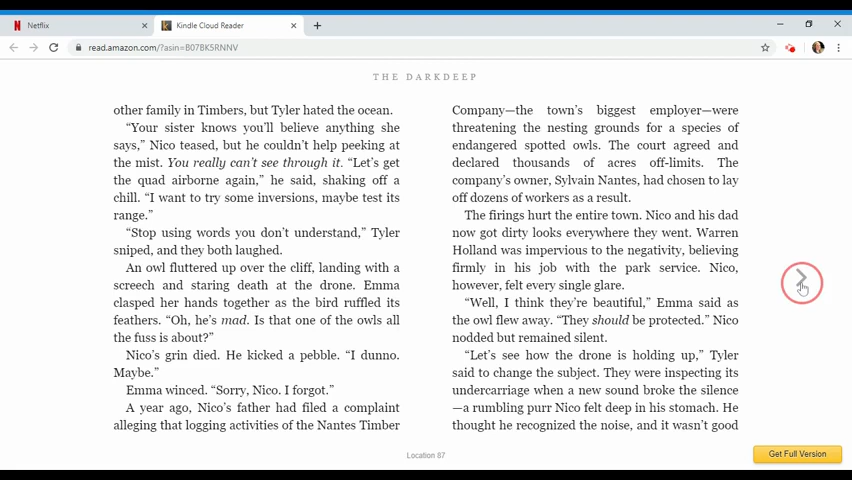 Netflix
Kindle Cloud Reader
read.amazon.com/?asin=B07BK5RNNV
THE DARKDEEP
other family in Timbers, but Tyler hated the ocean.
“Your sister knows you’ll believe anything she
says,” Nico teased, but he couldn’t help peeking at
the mist. You really can’t see through it. “Let’s get
the quad airborne again,” he said, shaking off a
chill. “I want to try some inversions, maybe test its
range.”
“Stop using words you don’t understand,” Tyler
sniped, and they both laughed.
An owl fluttered up over the cliff, landing with a
screech and staring death at the drone. Emma
clasped her hands together as the bird ruffled its
feathers. “Oh, he’s mad. Is that one of the owls all
the fuss is about?”
Nico’s grin died. He kicked a pebble. “I dunno.
Maybe.”
Emma winced. “Sorry, Nico. I forgot.”
A year ago, Nico’s father had filed a complaint
alleging that logging activities of the Nantes Timber
Company—the town’s biggest employer—were
threatening the nesting grounds for a species of
endangered spotted owls. The court agreed and
declared thousands of acres off-limits. The
company’s owner, Sylvain Nantes, had chosen to lay
off dozens of workers as a result.
The firings hurt the entire town. Nico and his dad
now got dirty looks everywhere they went. Warren
Holland was impervious to the negativity, believing
firmly in his job with the park service. Nico,
however, felt every single glare.
“Well, I think they’re beautiful,” Emma said as
the owl flew away. “They should be protected.” Nico
nodded but remained silent.
“Let’s see how the drone is holding up,” Tyler
said to change the subject. They were inspecting its
undercarriage when a new sound broke the silence
—a rumbling purr Nico felt deep in his stomach. He
thought he recognized the noise, and it wasn’t good
Location 87
Get Full Version